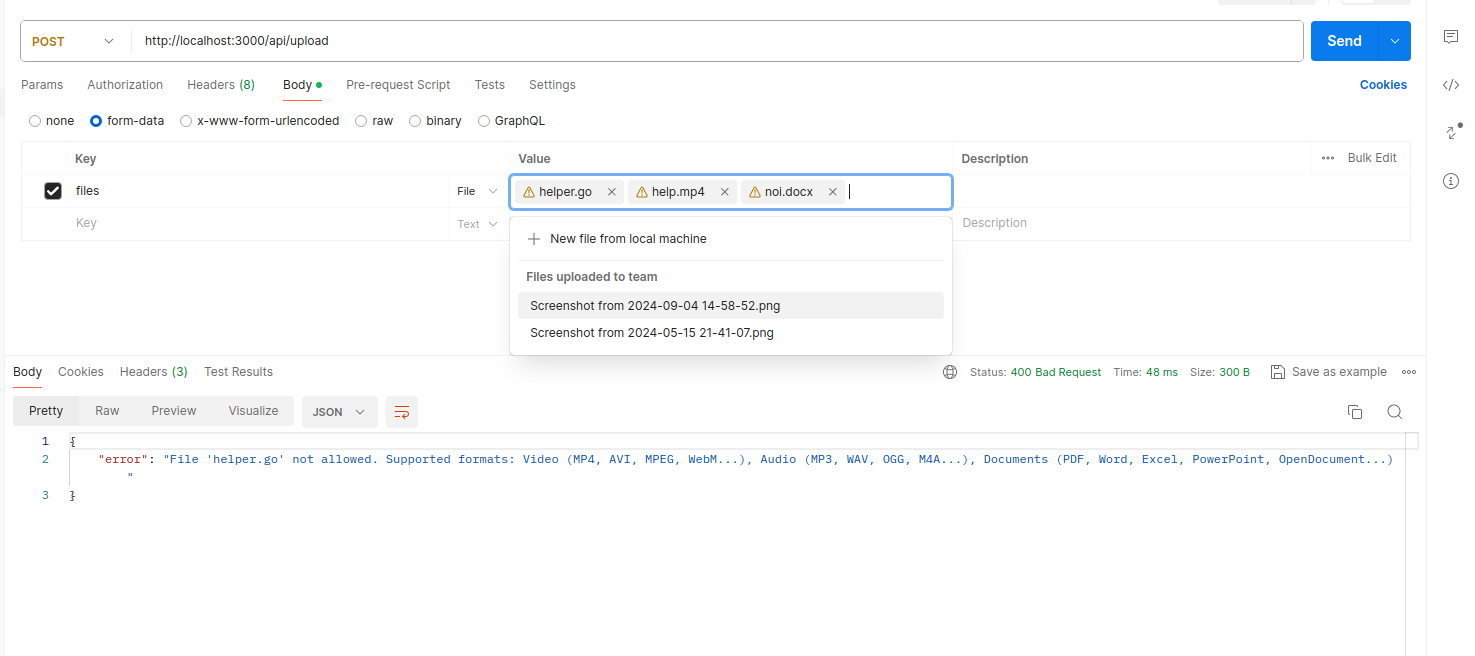 POST
http://localhost:3000/api/upload
Send
Params Authorization Headers (8) Body Pre-request Script Tests Settings Cookies
none form-data x-www-form-urlencoded raw binary GraphQL
Key Value Description Bulk Edit
files File helper.go help.mp4 noi.docx
Key Text Description
New file from local machine
Files uploaded to team
Screenshot from 2024-09-04 14-58-52.png
Screenshot from 2024-05-15 21-41-07.png
Body Cookies Headers (3) Test Results Status: 400 Bad Request Time: 48 ms Size: 300 B Save as example
Pretty Raw Preview Visualize JSON
1 {
2 "error": "File 'helper.go' not allowed. Supported formats: Video (MP4, AVI, MPEG, WebM...), Audio (MP3, WAV, OGG, M4A...), Documents (PDF, Word, Excel, PowerPoint, OpenDocument...)
"
3 }